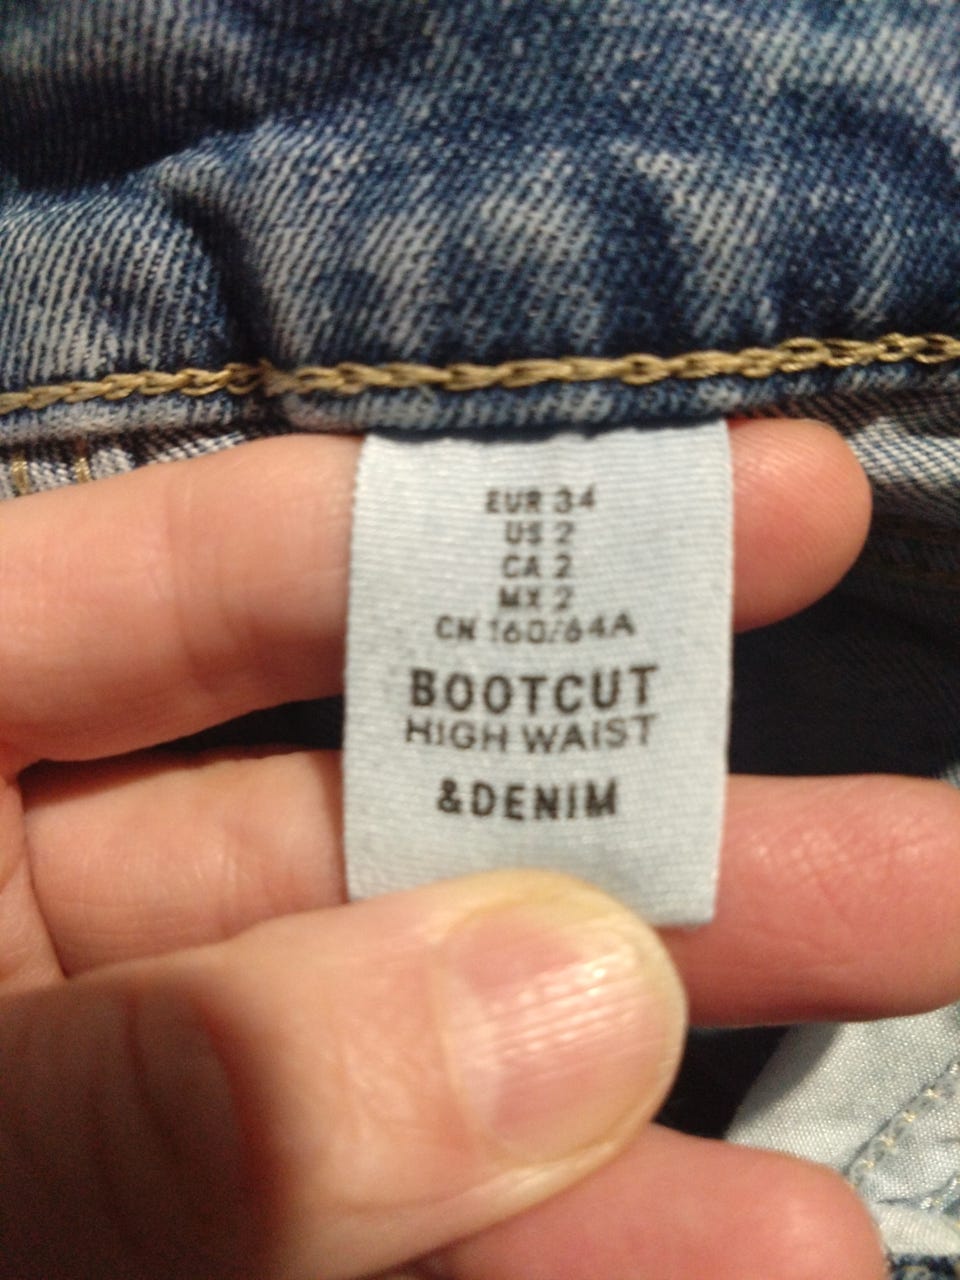 EUR 34
US 2
CA 2
MX 2
CN 160/64A
BOOTCUT
HIGH WAIST
&DENIM